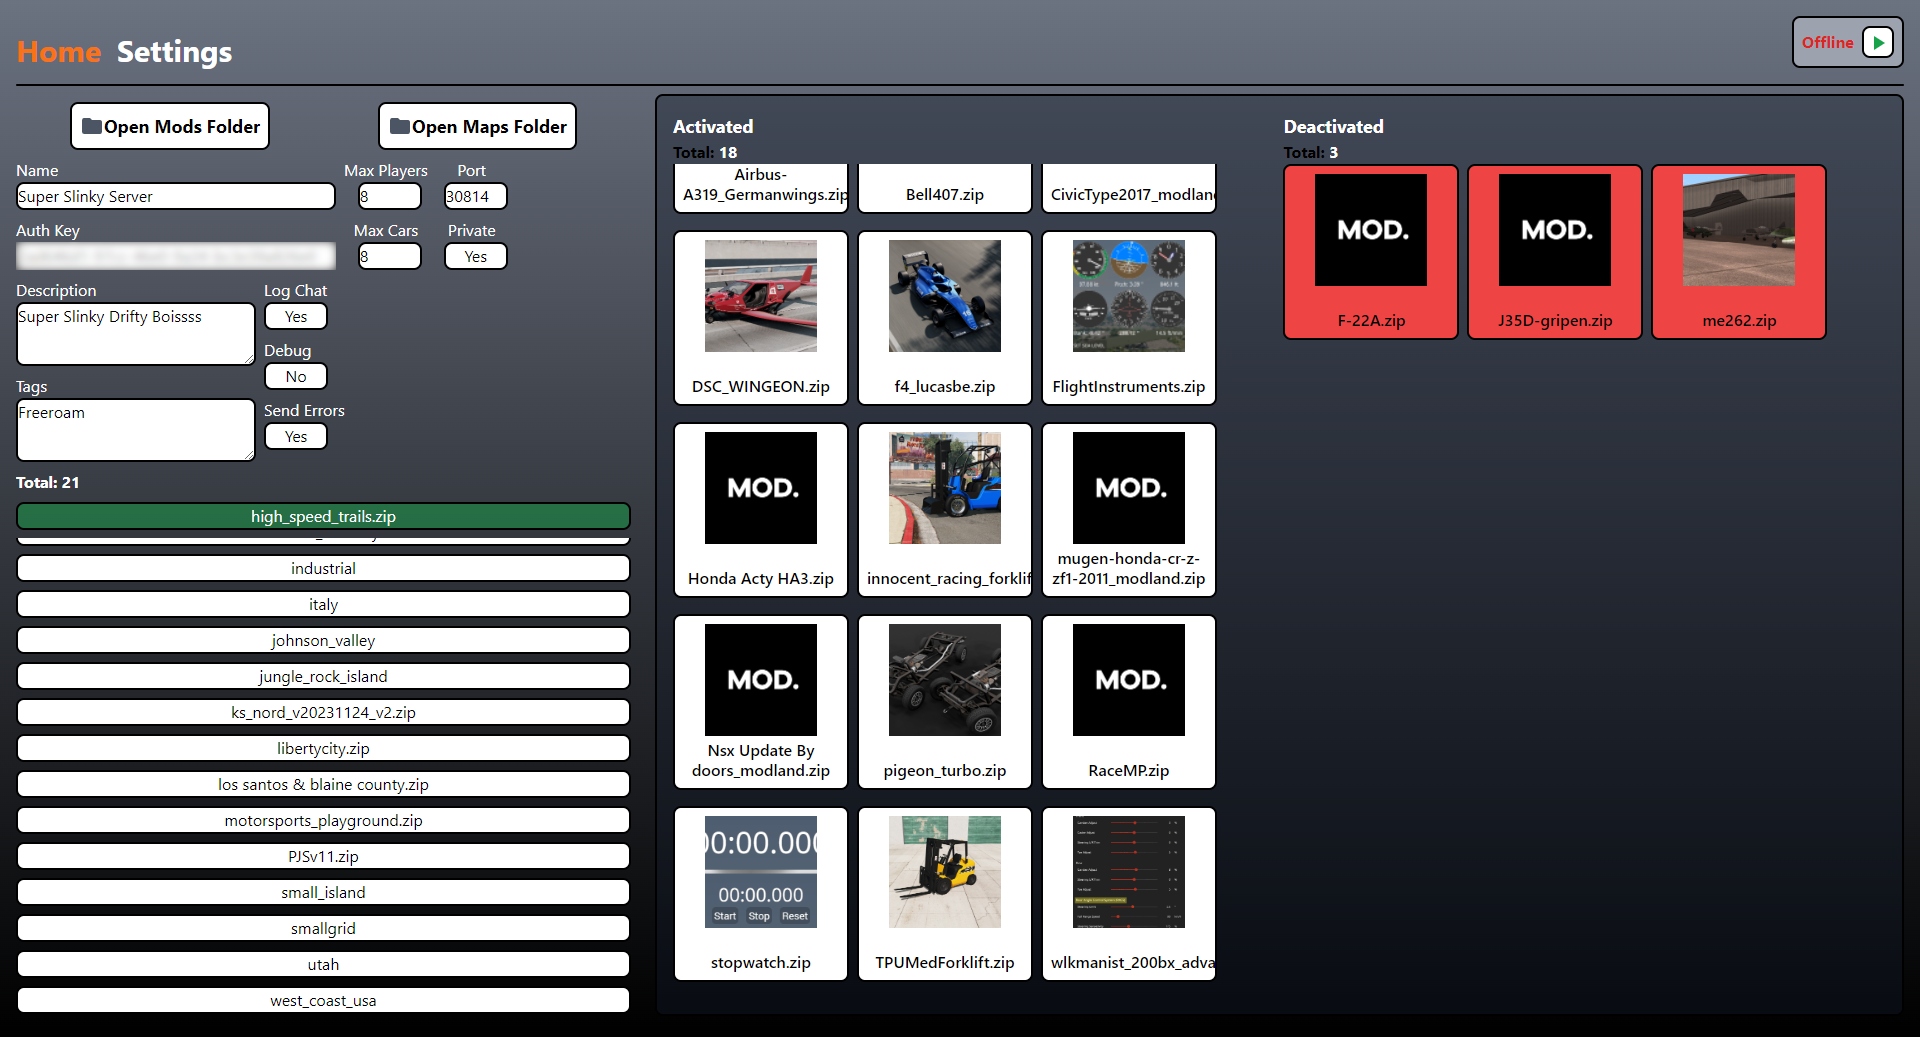 Home Settings
Offline
Open Mods Folder
Open Maps Folder
Name
Max Players
Port
Super Slinky Server
8
30814
Auth Key
Max Cars
Private
8
Yes
Description
Log Chat
Super Slinky Drifty Boissss
Yes
Debug
No
Tags
Freeroam
Send Errors
Yes
Total: 21
high_speed_trails.zip
industrial
italy
johnson_valley
jungle_rock_island
ks_nord_v20231124_v2.zip
libertycity.zip
los santos & blaine county.zip
motorsports_playground.zip
PJSv11.zip
small_island
smallgrid
utah
west_coast_usa
Activated
Total: 18
Airbus-
A319_Germanwings.zip
Bell407.zip
CivicType2017_modlan
DSC_WINGEON.zip
f4_lucasbe.zip
FlightInstruments.zip
MOD.
Honda Acty HA3.zip
innocent_racing_forklif
MOD.
mugen-honda-cr-z-
zf1-2011_modland.zip
MOD.
Nsx Update By
doors_modland.zip
pigeon_turbo.zip
MOD.
RaceMP.zip
00:00.000
00:00.000
Start Stop Reset
stopwatch.zip
TPUMedForklift.zip
wlkmanist_200bx_adva
Deactivated
Total: 3
MOD.
F-22A.zip
MOD.
J35D-gripen.zip
me262.zip